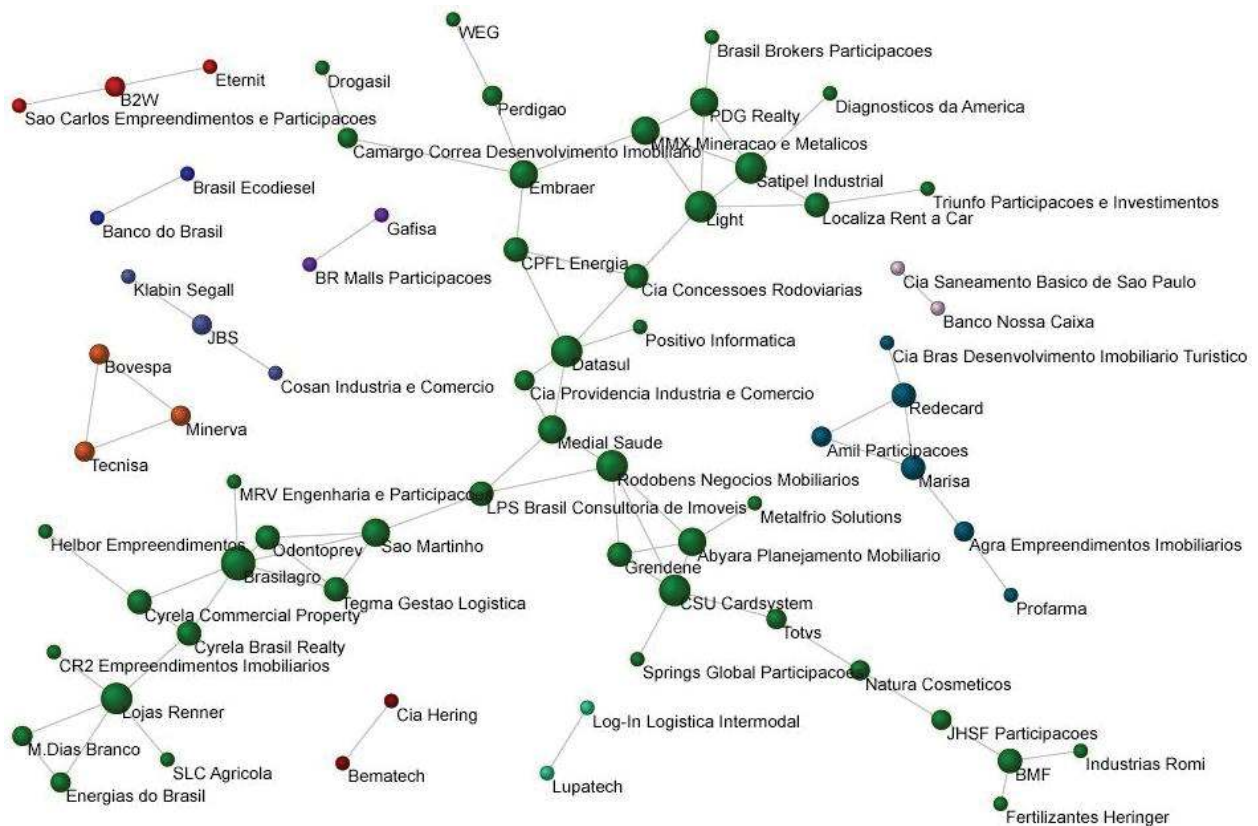 WEG
Brasil Brokers Participacoes
Eternit
Drogasil
B2W
Sao Carlos Empreendimentos e Participacoes
Perdigao
PDG Realty
Diagnosticos da America
MMX Mineracao e Metalicos
Camargo Correa Desenvolvimento Imobiliario
Embraer
Satipel Industrial
Brasil Ecodiesel
Triunfo Participacoes e Investimentos
Light
Localiza Rent a Car
Banco do Brasil
Gafisa
CPFL Energia
BR Malls Participacoes
Cia Saneamento Basico de Sao Paulo
Klabin Segall
Cia Concessoes Rodoviarias
Banco Nossa Caixa
JBS
Positivo Informatica
Cia Bras Desenvolvimento Imobiliario Turistico
Bovespa
Datasul
Cosan Industria e Comercio
Cia Providencia Industria e Comercio
Redecard
Minerva
Medial Saude
Amil Participacoes
Tecnisa
Rodobens Negocios Mobiliarios
Marisa
MRV Engenharia e Participacoes
LPS Brasil Consultoria de Imoveis
Metalfrio Solutions
Helbor Empreendimentos
Odontoprev
Sao Martinho
Abyara Planejamento Mobiliario
Agra Empreendimentos Imobiliarios
Grendene
Brasilagro
Tegma Gestao Logistica
CSU Cardsystem
Profarma
Cyrela Commercial Property
Totvs
Cyrela Brasil Realty
CR2 Empreendimentos Imobiliarios
Springs Global Participacoes
Natura Cosmeticos
Lojas Renner
Cia Hering
Log-In Logistica Intermodal
JHSF Participacoes
M.Dias Branco
SLC Agricola
Bematech
BMF
Industrias Romi
Energias do Brasil
Lupatech
Fertilizantes Heringer